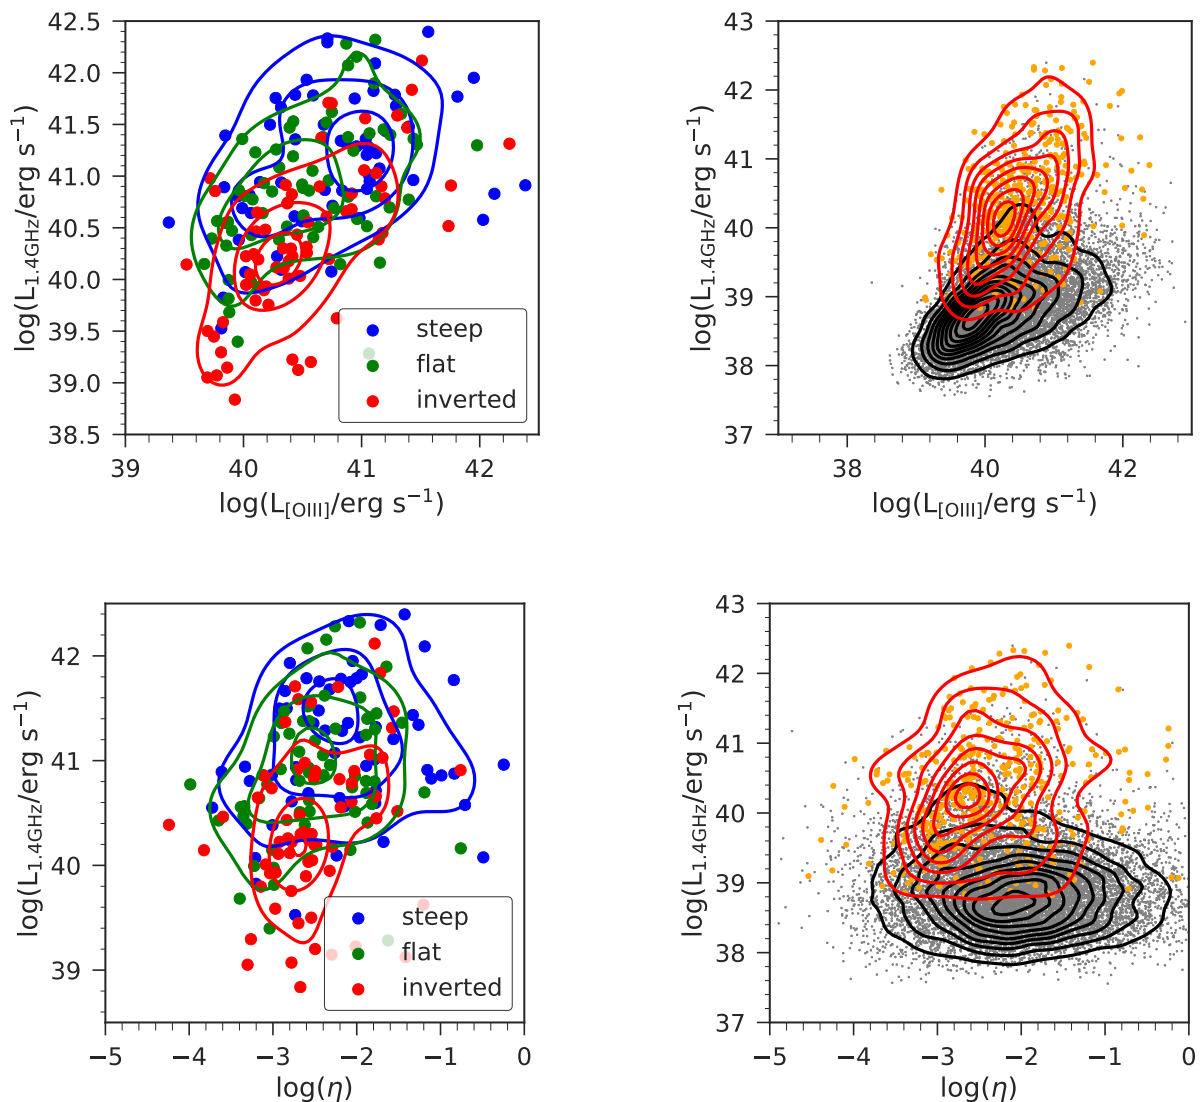 42.5
42.0
41.5
41.0
40.5
40.0
39.5
39.0
38.5
log(L1.4GHz/erg s−1)
steep
flat
inverted
39 40 41 42
log(L[OIII]/erg s−1)
43
42
41
40
39
38
37
log(L1.4GHz/erg s−1)
38 40 42
log(L[OIII]/erg s−1)
42
41
40
39
log(L1.4GHz/erg s−1)
steep
flat
inverted
−5 −4 −3 −2 −1 0
log(η)
43
42
41
40
39
38
37
log(L1.4GHz/erg s−1)
−5 −4 −3 −2 −1 0
log(η)